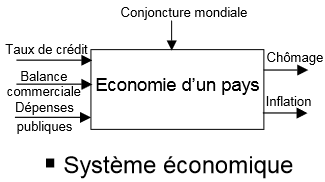 Conjoncture mondiale
Taux de crédit
Balance
commerciale
Dépenses
publiques
Economie d'un pays
Chômage
Inflation
▪ Système économique